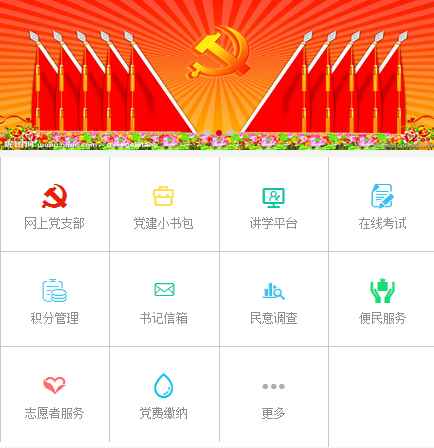 网上党支部
党建小书包
讲学平台
在线考试
积分管理
书记信箱
民意调查
便民服务
志愿者服务
党费缴纳
更多